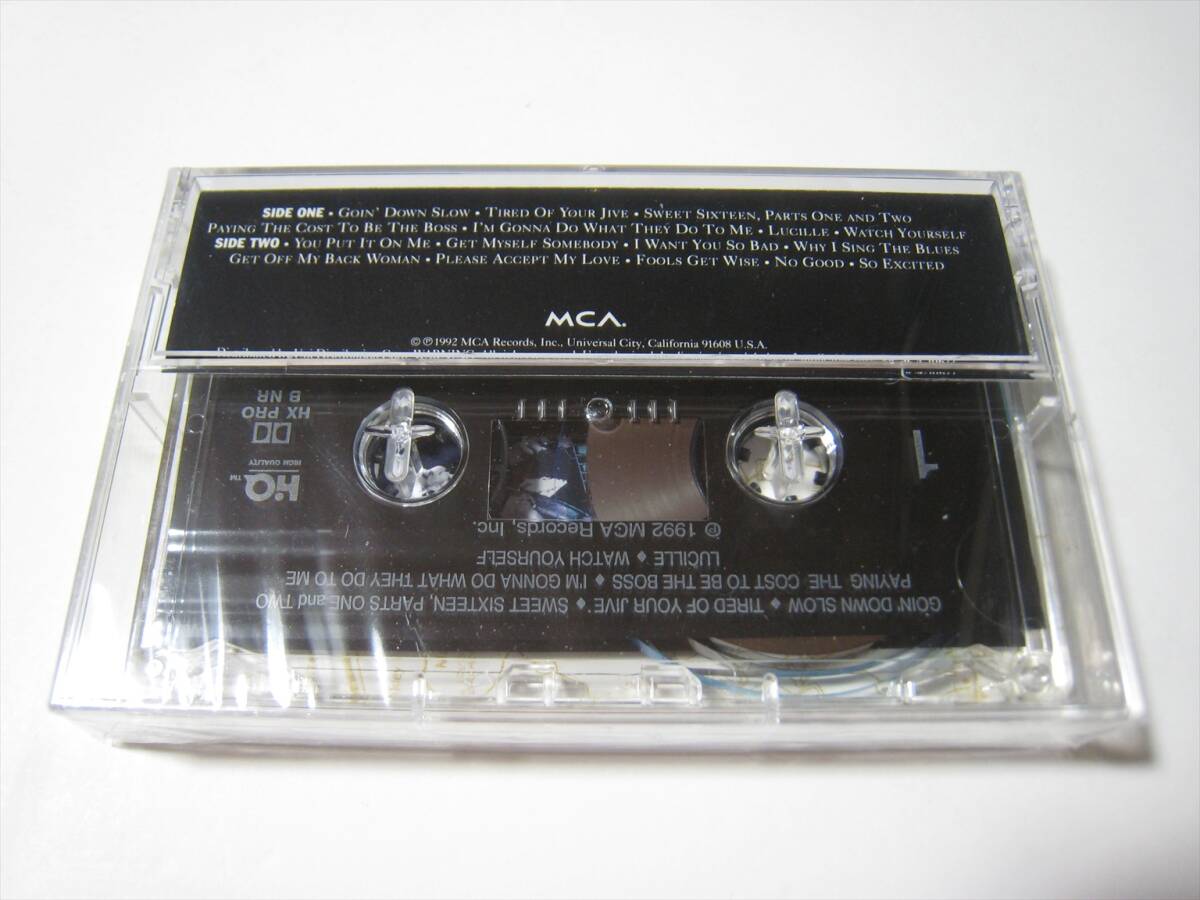 SIDE ONE • GOIN' DOWN SLOW • TIRED OF YOUR JIVE • SWEET SIXTEEN, PARTS ONE AND TWO
PAYING THE COST TO BE THE BOSS • I'M GONNA DO WHAT THEY DO TO ME • LUCILLE • WATCH YOURSELF
SIDE TWO • YOU PUT IT ON ME • GET MYSELF SOMEBODY • I WANT YOU SO BAD • WHY I SING THE BLUES
GET OFF MY BACK WOMAN • PLEASE ACCEPT MY LOVE • FOOLS GET WISE • NO GOOD • SO EXCITED
MCA.
©℗1992 MCA Records, Inc., Universal City, California 91608 U.S.A.
GOIN' DOWN SLOW ♦ TIRED OF YOUR JIVE ♦ SWEET SIXTEEN, PARTS ONE and TWO
PAYING THE COST TO BE THE BOSS ♦ I'M GONNA DO WHAT THEY DO TO ME
LUCILLE ♦ WATCH YOURSELF
℗ 1992 MCA Records, Inc.
1
HQ™
HIGH QUALITY
B NR
HX PRO